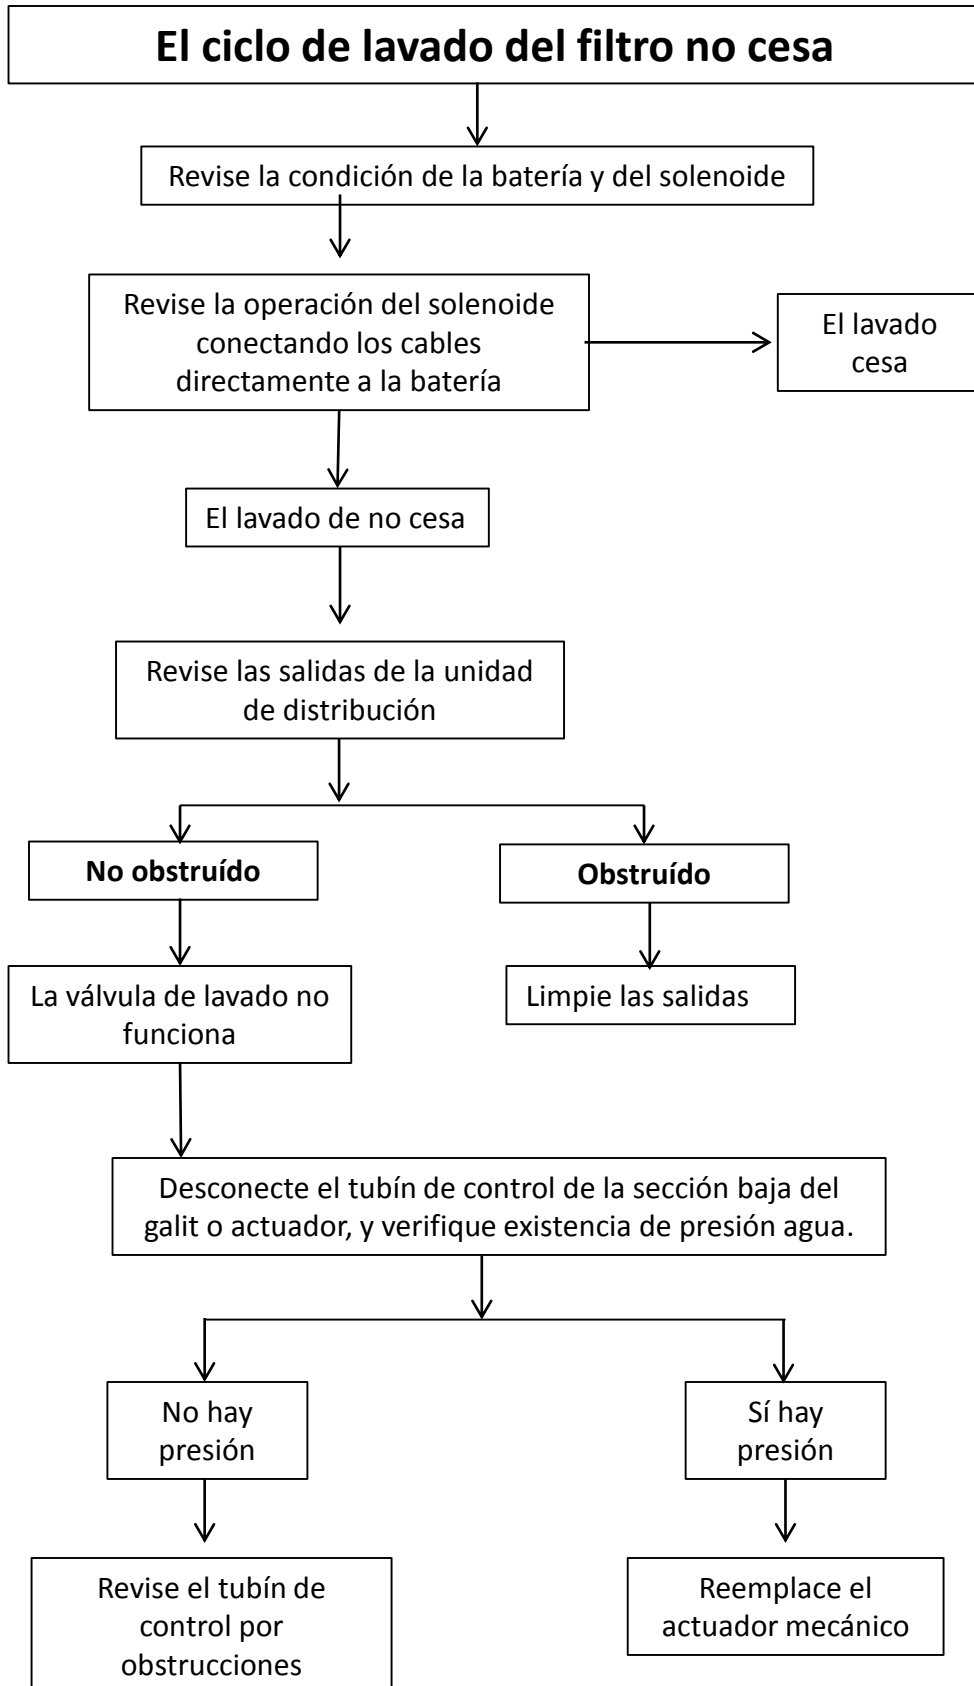 El ciclo de lavado del filtro no cesa
Revise la condición de la batería y del solenoide
Revise la operación del solenoide
conectando los cables
directamente a la batería
El lavado
cesa
El lavado de no cesa
Revise las salidas de la unidad
de distribución
No obstruído
Obstruído
La válvula de lavado no
funciona
Limpie las salidas
Desconecte el tubín de control de la sección baja del
galit o actuador, y verifique existencia de presión agua.
No hay
presión
Sí hay
presión
Revise el tubín de
control por
obstrucciones
Reemplace el
actuador mecánico